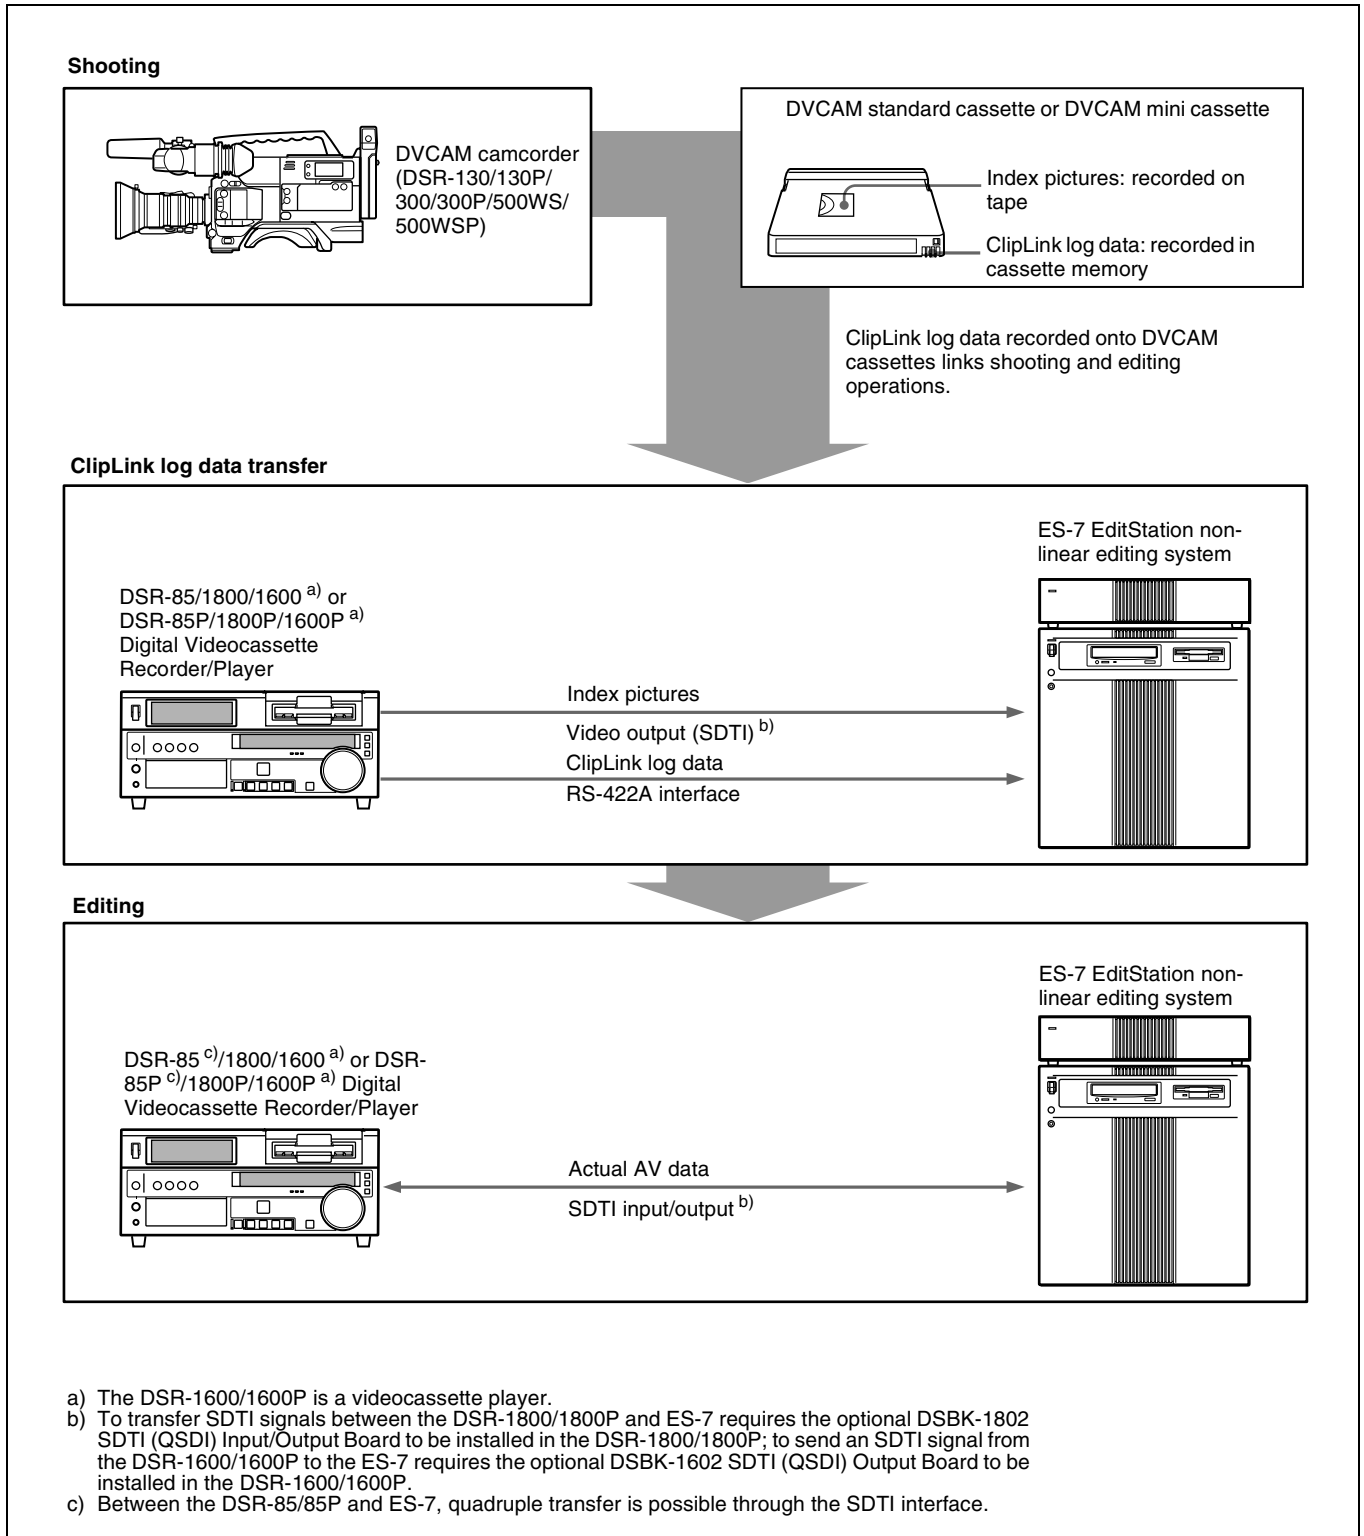 Shooting
DVCAM camcorder
(DSR-130/130P/
300/300P/500WS/
500WSP)
DVCAM standard cassette or DVCAM mini cassette
Index pictures: recorded on
tape
ClipLink log data: recorded in
cassette memory
ClipLink log data recorded onto DVCAM
cassettes links shooting and editing
operations.
ClipLink log data transfer
ES-7 EditStation non-
linear editing system
DSR-85/1800/1600 a) or
DSR-85P/1800P/1600P a)
Digital Videocassette
Recorder/Player
Index pictures
Video output (SDTI) b)
ClipLink log data
RS-422A interface
Editing
ES-7 EditStation non-
linear editing system
DSR-85 c)/1800/1600 a) or DSR-
85P c)/1800P/1600P a) Digital
Videocassette Recorder/Player
Actual AV data
SDTI input/output b)
a) The DSR-1600/1600P is a videocassette player.
b) To transfer SDTI signals between the DSR-1800/1800P and ES-7 requires the optional DSBK-1802
SDTI (QSDI) Input/Output Board to be installed in the DSR-1800/1800P; to send an SDTI signal from
the DSR-1600/1600P to the ES-7 requires the optional DSBK-1602 SDTI (QSDI) Output Board to be
installed in the DSR-1600/1600P.
c) Between the DSR-85/85P and ES-7, quadruple transfer is possible through the SDTI interface.